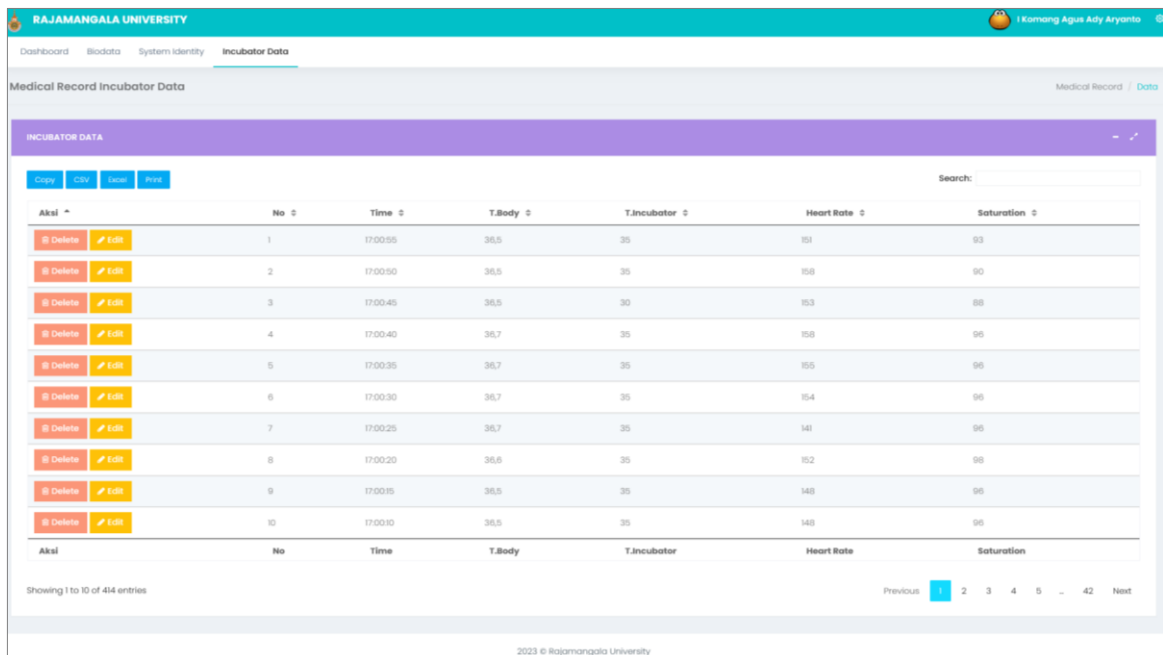 RAJAMANGALA UNIVERSITY
I Komang Agus Ady Aryanto
Dashboard Biodata System Identity Incubator Data
Medical Record Incubator Data
Medical Record / Data
INCUBATOR DATA
Copy CSV Excel Print
Search:
Aksi No Time T.Body T.Incubator Heart Rate Saturation
Delete Edit 1 17:00:55 36,5 35 151 93
Delete Edit 2 17:00:50 36,5 35 158 90
Delete Edit 3 17:00:45 36,5 30 153 88
Delete Edit 4 17:00:40 36,7 35 158 96
Delete Edit 5 17:00:35 36,7 35 155 96
Delete Edit 6 17:00:30 36,7 35 154 96
Delete Edit 7 17:00:25 36,7 35 141 96
Delete Edit 8 17:00:20 36,6 35 152 98
Delete Edit 9 17:00:15 36,5 35 148 96
Delete Edit 10 17:00:10 36,5 35 148 96
Aksi No Time T.Body T.Incubator Heart Rate Saturation
Showing 1 to 10 of 414 entries
Previous 1 2 3 4 5 … 42 Next
2023 © Rajamangala University